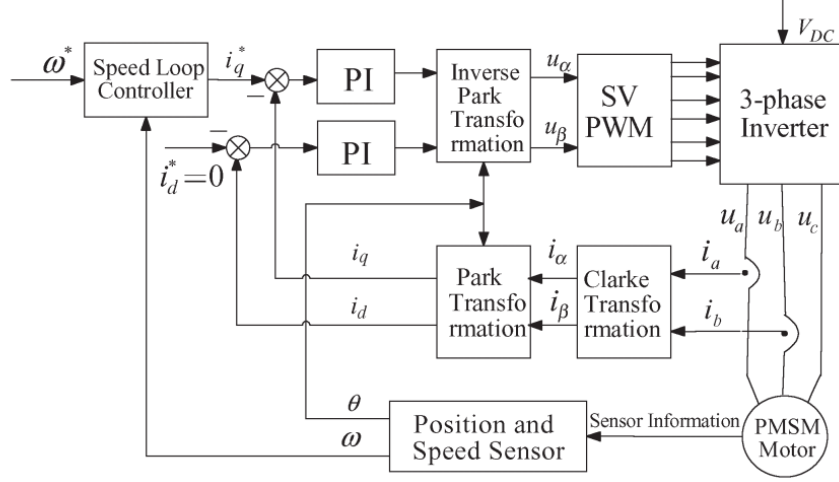 V_DC
ω*
Speed Loop
Controller
i_q*
−
PI
Inverse
Park
Transfo
rmation
u_α
u_β
SV
PWM
3-phase
Inverter
−
i_d*=0
PI
u_a
u_b
u_c
i_q
i_d
Park
Transfo
rmation
i_α
i_β
Clarke
Transfo
rmation
i_a
i_b
θ
ω
Position and
Speed Sensor
Sensor Information
PMSM
Motor